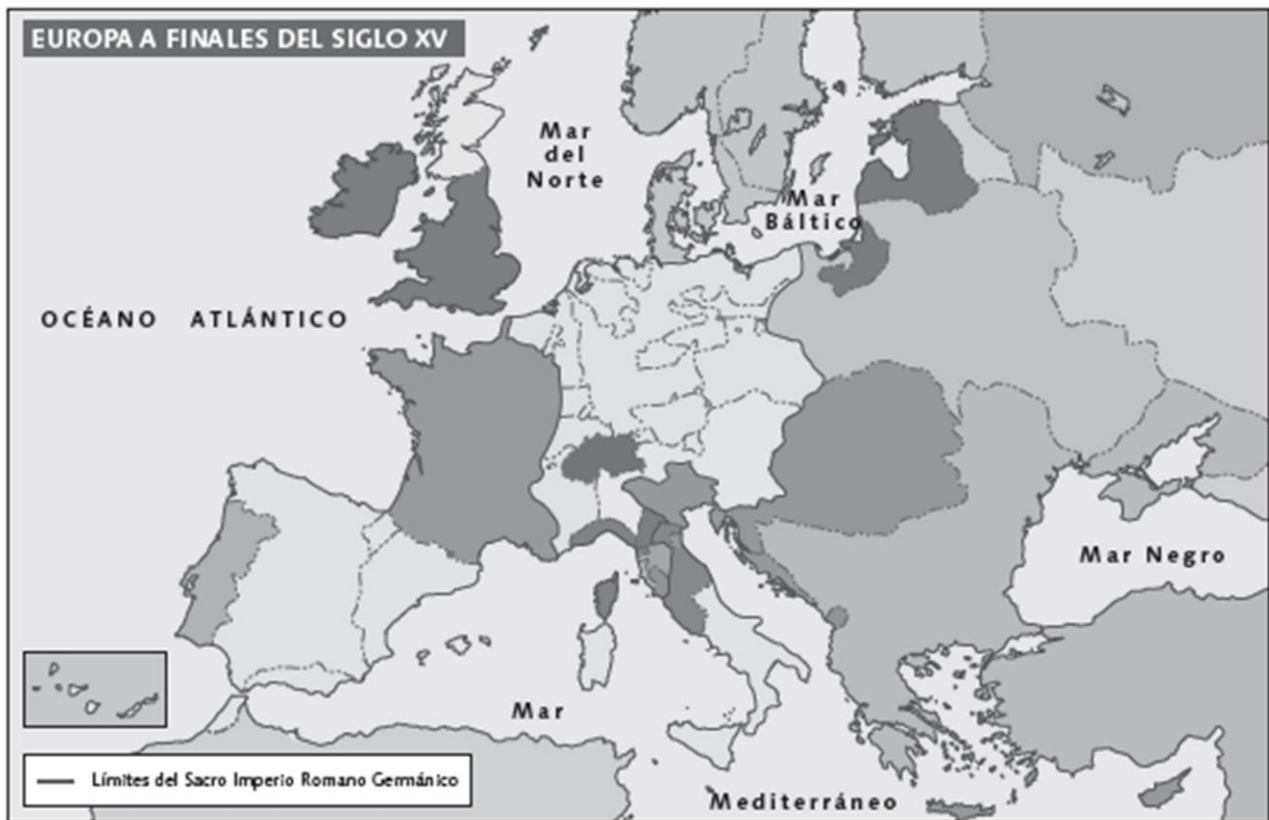 EUROPA A FINALES DEL SIGLO XV
Mar
del
Norte
Mar
Báltico
OCÉANO ATLÁNTICO
Mar Negro
Mar
Mediterráneo
Límites del Sacro Imperio Romano Germánico